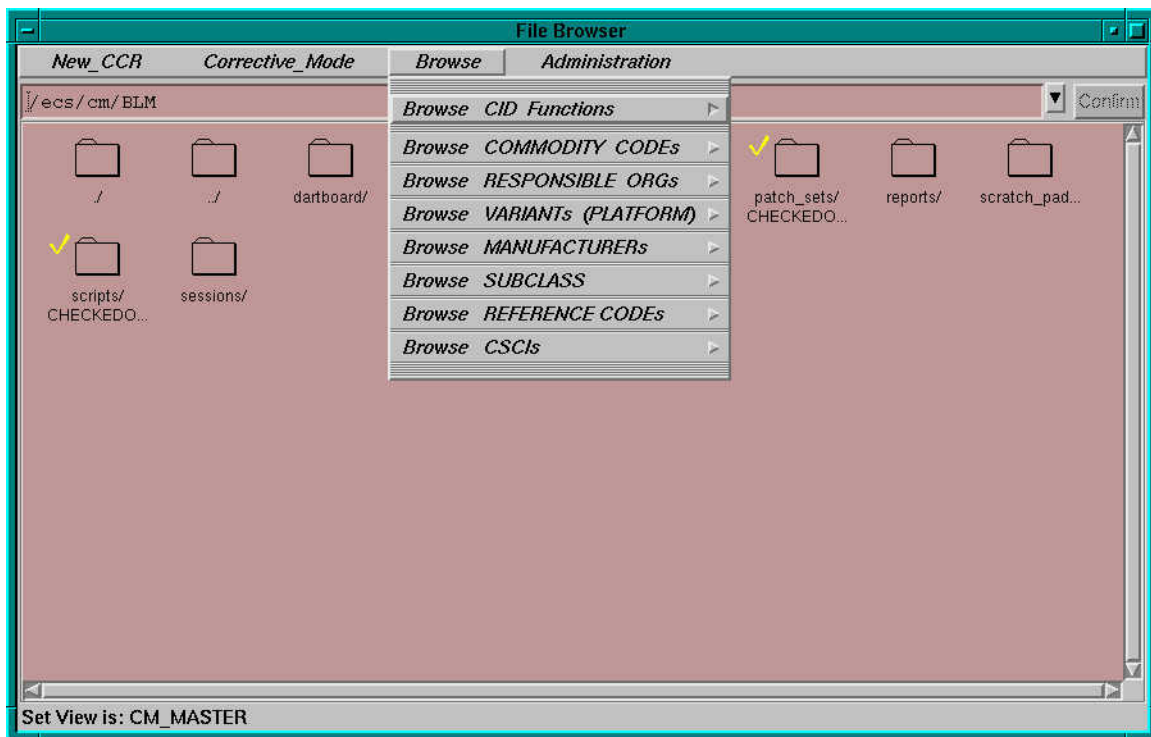 File Browser
New_CCR Corrective_Mode Browse Administration
/ecs/cm/BLM Confirm
Browse CID Functions
Browse COMMODITY CODEs
Browse RESPONSIBLE ORGs
Browse VARIANTs (PLATFORM)
Browse MANUFACTURERs
Browse SUBCLASS
Browse REFERENCE CODEs
Browse CSCIs
./ ../ dartboard/ patch_sets/ reports/ scratch_pad...
CHECKEDO...
scripts/ sessions/
CHECKEDO...
Set View is: CM_MASTER